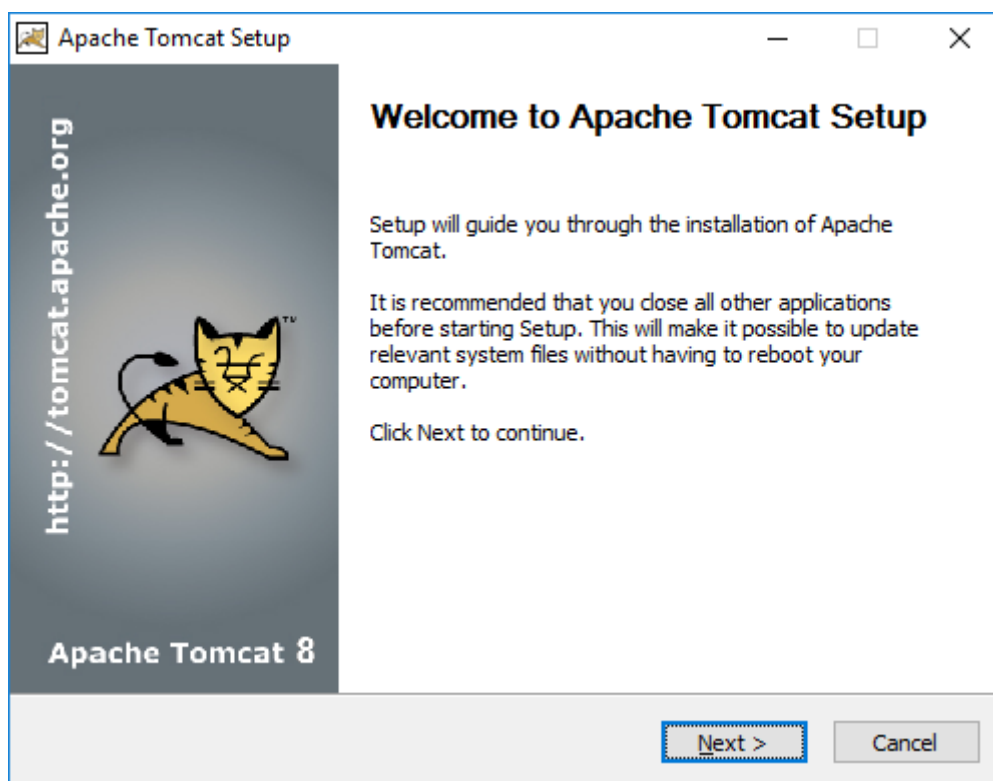 Apache Tomcat Setup
http://tomcat.apache.org
TM
Apache Tomcat 8
Welcome to Apache Tomcat Setup
Setup will guide you through the installation of Apache
Tomcat.
It is recommended that you close all other applications
before starting Setup. This will make it possible to update
relevant system files without having to reboot your
computer.
Click Next to continue.
Next >
Cancel